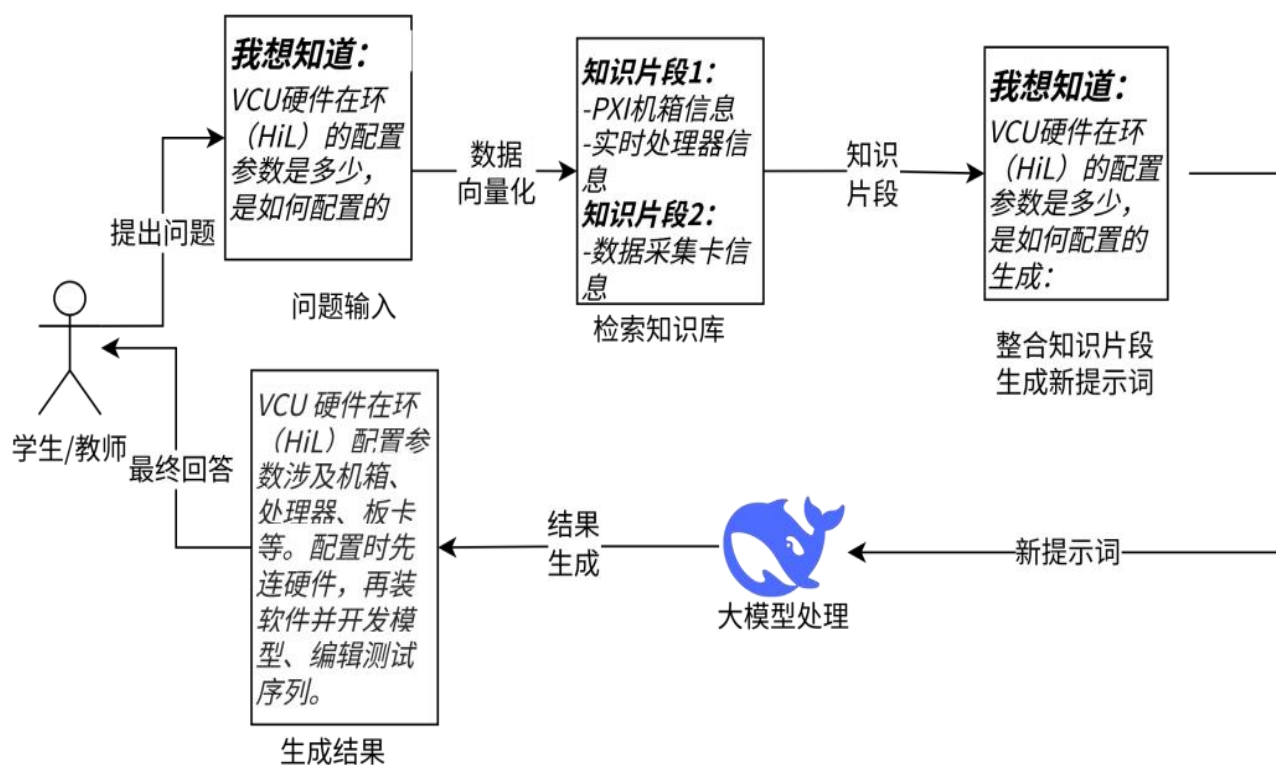 我想知道：
VCU硬件在环
（HiL）的配置
参数是多少，
是如何配置的
问题输入
提出问题
学生/教师
数据
向量化
知识片段1：
-PXI机箱信息
-实时处理器信
息
知识片段2：
-数据采集卡信
息
检索知识库
知识
片段
我想知道：
VCU硬件在环
（HiL）的配置
参数是多少，
是如何配置的
生成：
整合知识片段
生成新提示词
新提示词
大模型处理
结果
生成
VCU 硬件在环
（HiL）配置参
数涉及机箱、
处理器、板卡
等。配置时先
连硬件，再装
软件并开发模
型、编辑测试
序列。
生成结果
最终回答